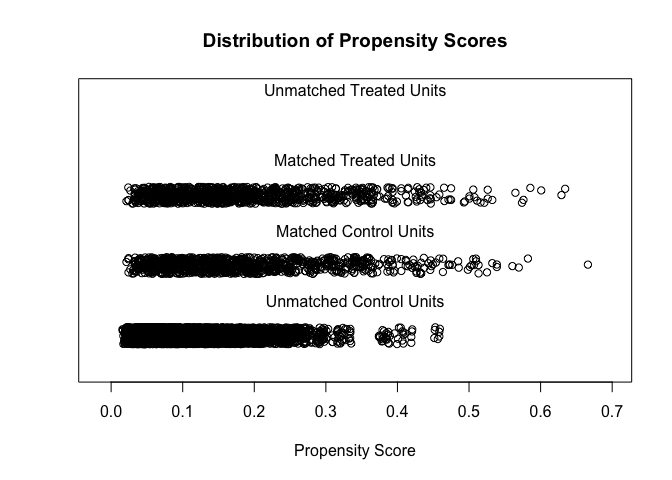 Distribution of Propensity Scores
Unmatched Treated Units
Matched Treated Units
Matched Control Units
Unmatched Control Units
0.0 0.1 0.2 0.3 0.4 0.5 0.6 0.7
Propensity Score